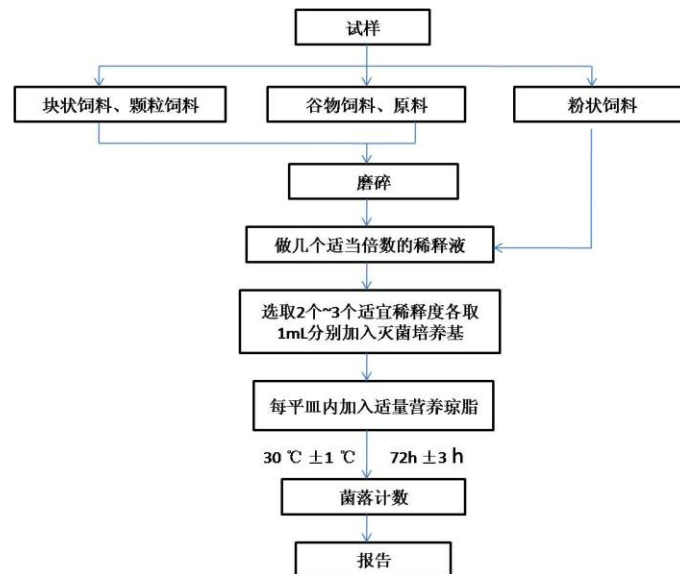 试样
块状饲料、颗粒饲料
谷物饲料、原料
粉状饲料
磨碎
做几个适当倍数的稀释液
选取2个~3个适宜稀释度各取
1mL分别加入灭菌培养基
每平皿内加入适量营养琼脂
30 ℃ ±1 ℃ 72h ±3 h
菌落计数
报告